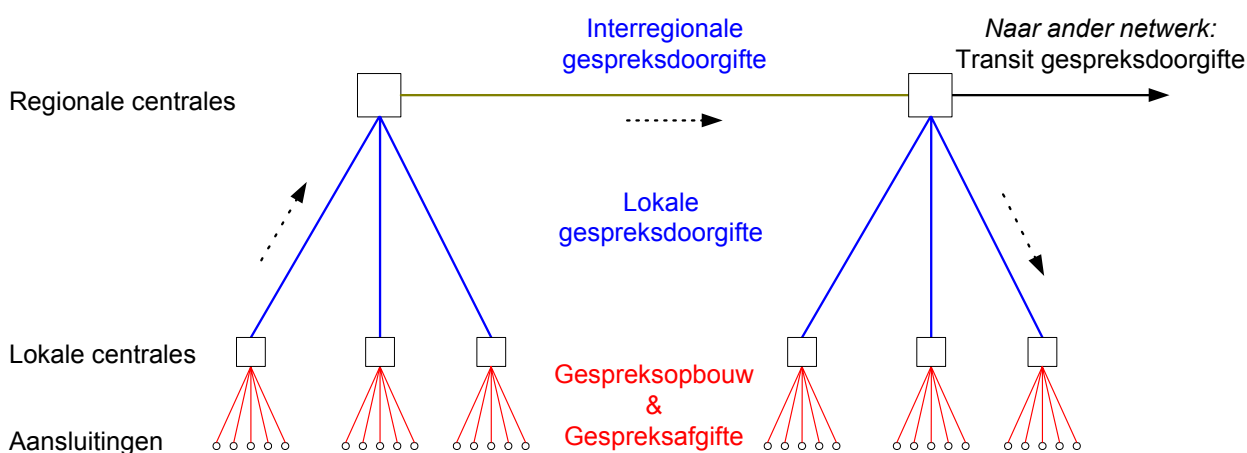 Interregionale
gespreksdoorgifte
Naar ander netwerk:
Transit gespreksdoorgifte
Regionale centrales
Lokale
gespreksdoorgifte
Lokale centrales
Gespreksopbouw
&
Gespreksafgifte
Aansluitingen